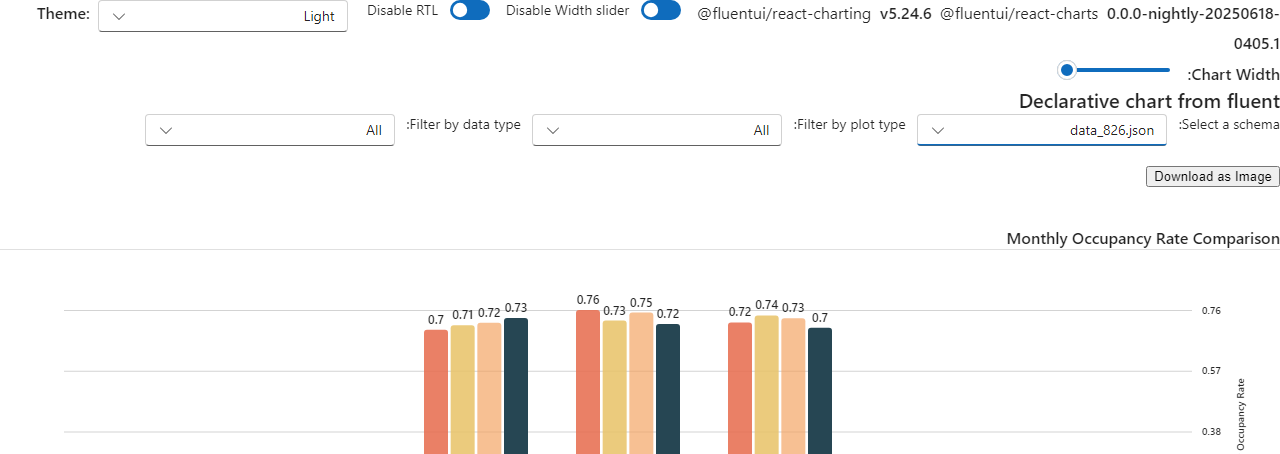 Theme:
Light
Disable RTL
Disable Width slider
@fluentui/react-charting v5.24.6 @fluentui/react-charts 0.0.0-nightly-20250618-
0405.1
:Chart Width
Declarative chart from fluent
:Select a schema
data_826.json
:Filter by plot type
All
:Filter by data type
All
Download as Image
Monthly Occupancy Rate Comparison
0.7
0.71
0.72
0.73
0.76
0.73
0.75
0.72
0.72
0.74
0.73
0.7
0.76
0.57
0.38
Occupancy Rate